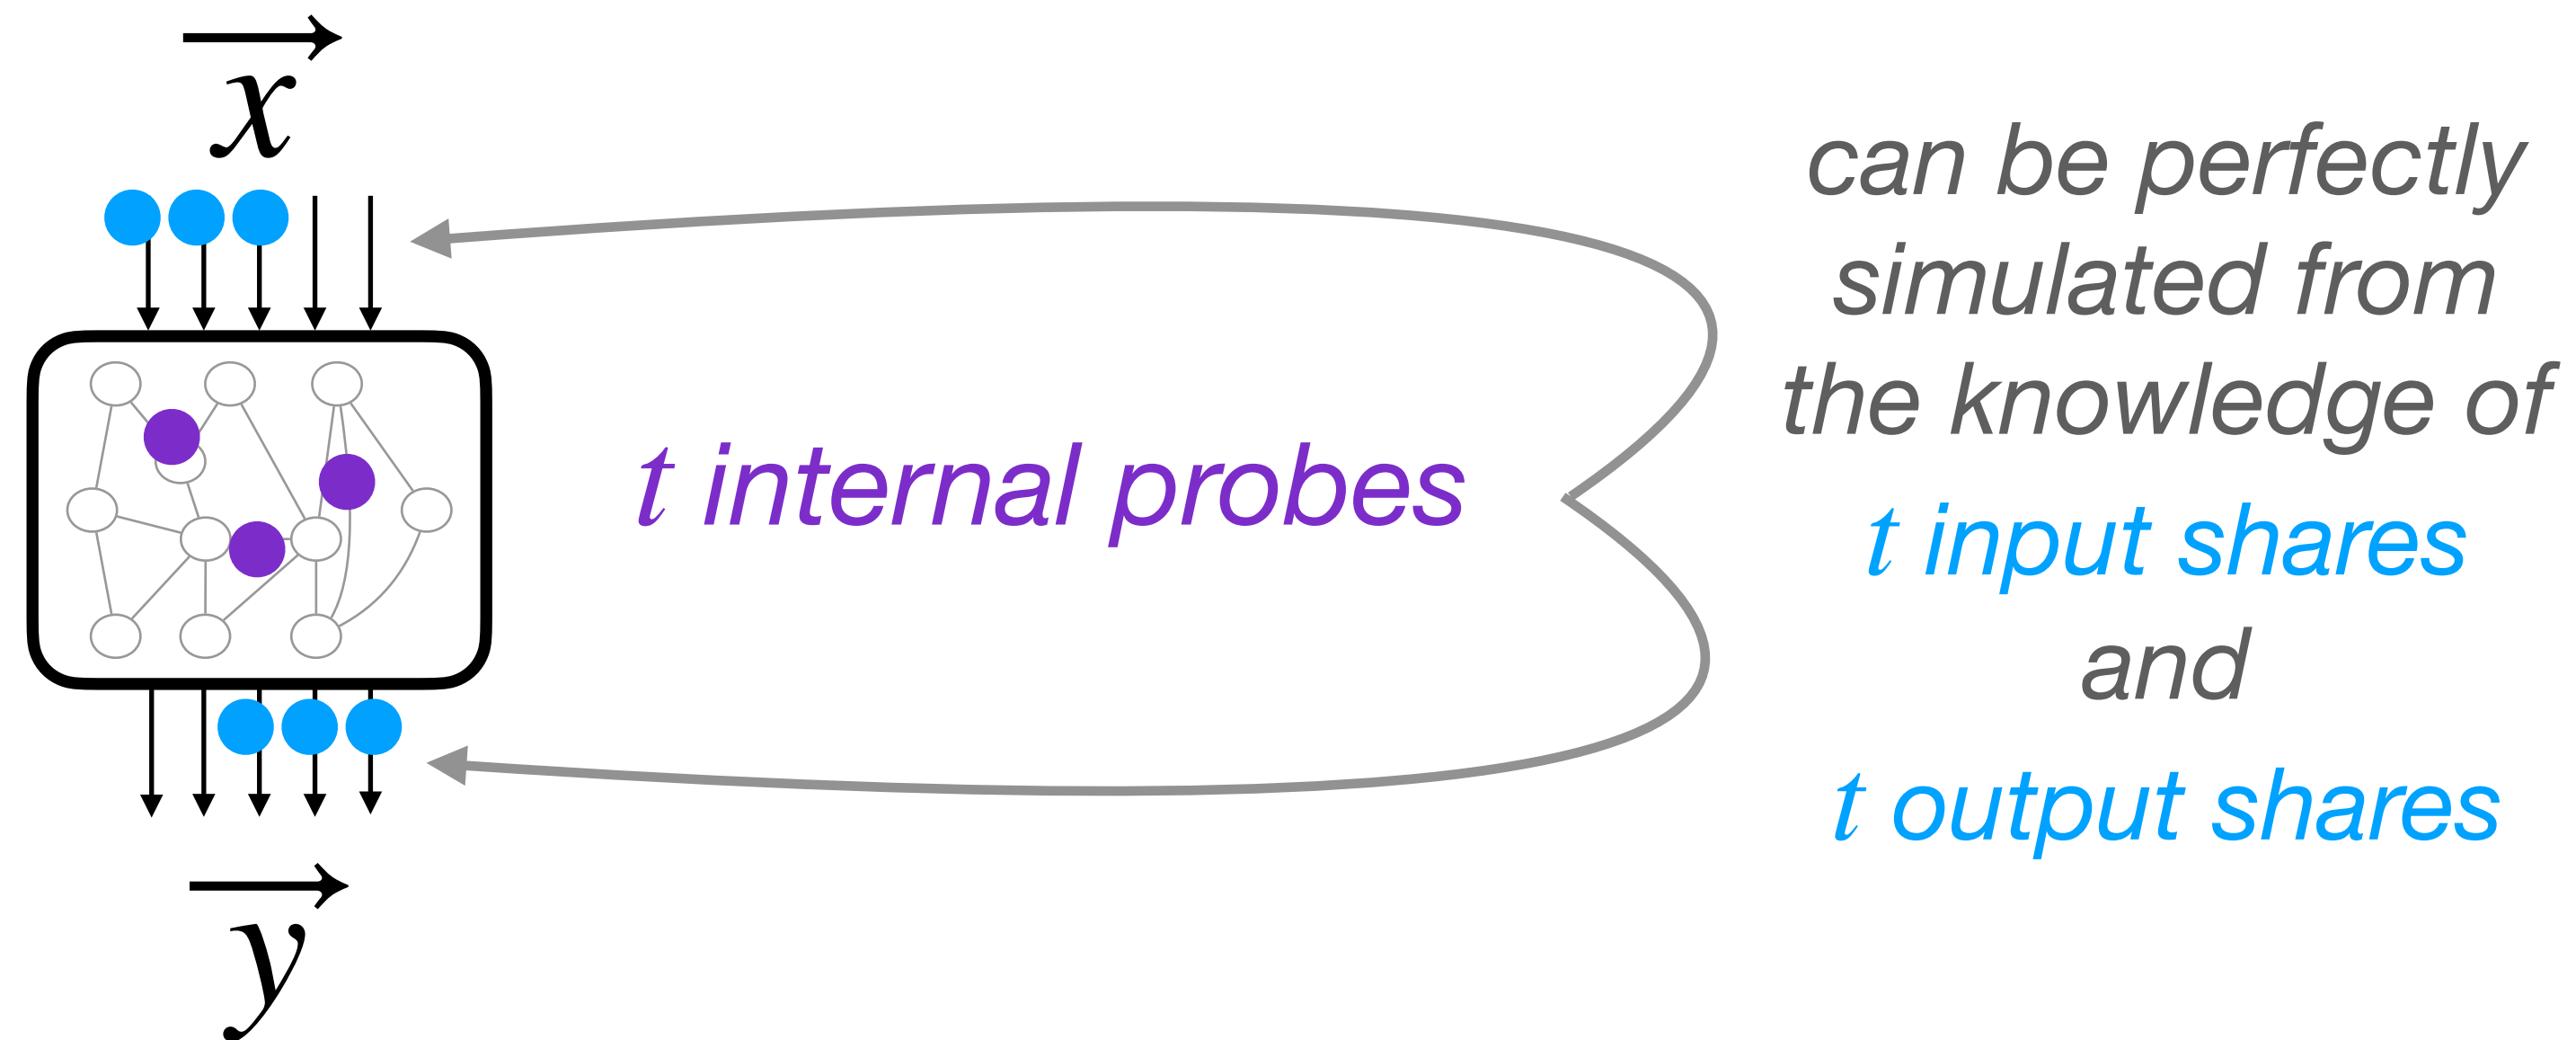 x
t internal probes
can be perfectly
simulated from
the knowledge of
t input shares
and
t output shares
y